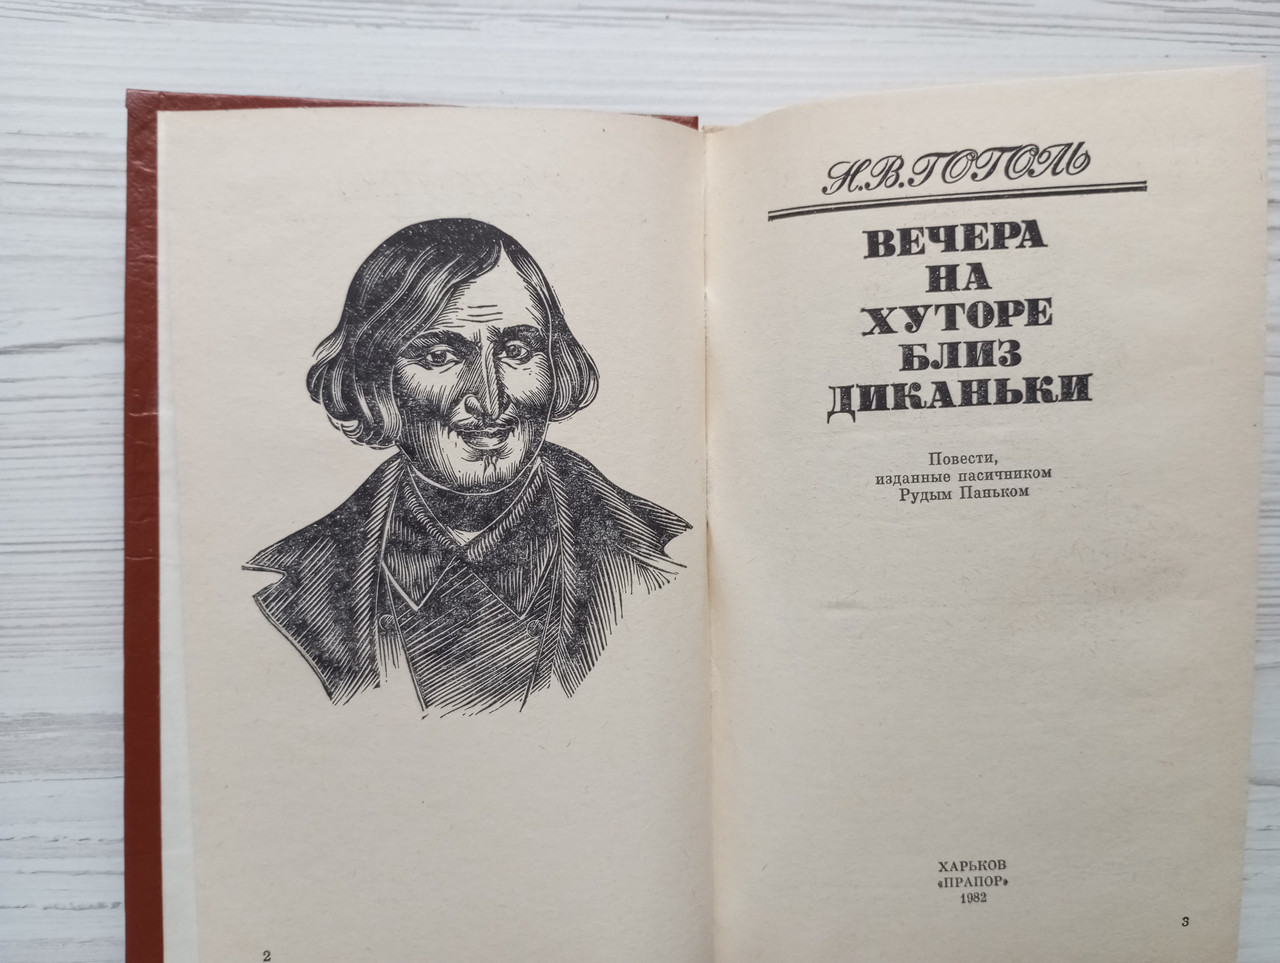 Н.В.ГОГОЛЬ
ВЕЧЕРА
НА
ХУТОРЕ
БЛИЗ
ДИКАНЬКИ
Повести,
изданные пасичником
Рудым Паньком
ХАРЬКОВ
«ПРАПОР»
1982
2
3